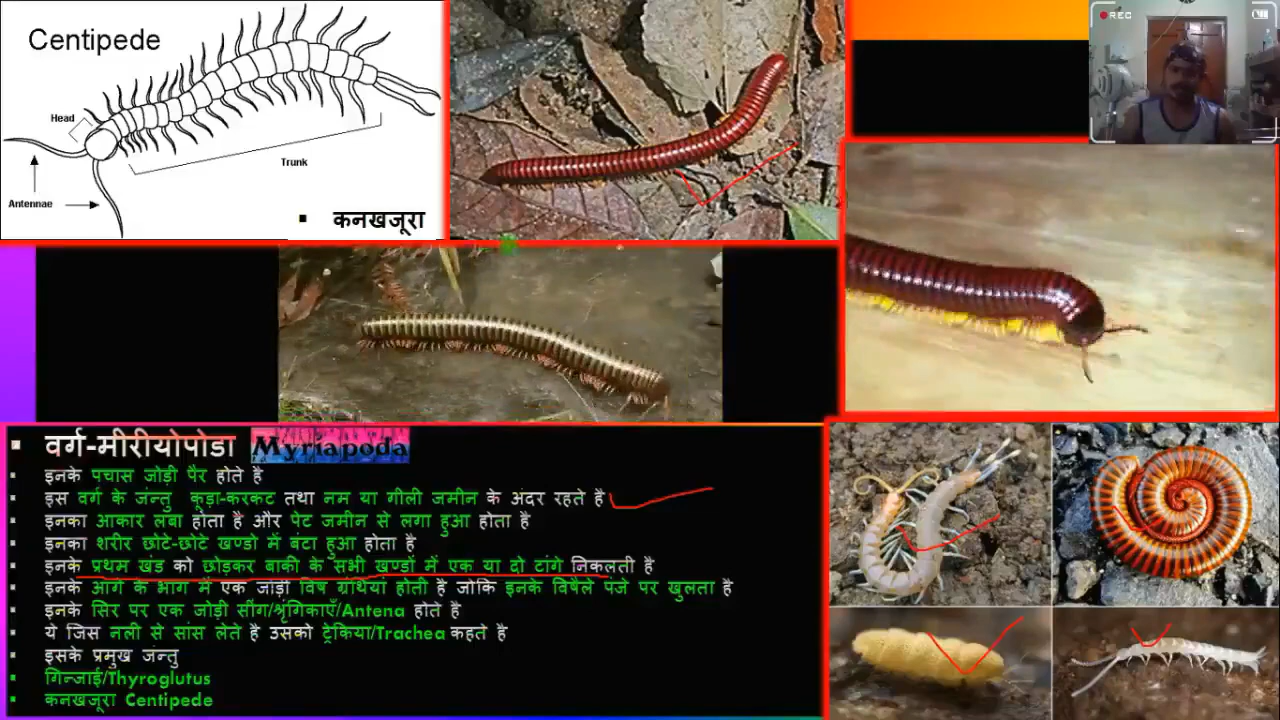 Centipede
Head
Trunk
Antennae
▪ कनखजूरा
REC
वर्ग-मीरीयोपोडा Myriapoda
इनके पचास जोड़ी पैर होते है
इस वर्ग के जंन्तु कूड़ा-करकट तथा नम या गीली जमीन के अंदर रहते है
इनका आकार लंबा होता है और पेट जमीन से लगा हुआ होता है
इनका शरीर छोटे-छोटे खण्डो में बंटा हुआ होता है
इनके प्रथम खंड को छोड़कर बाकी के सभी खण्डों में एक या दो टांगे निकलती है
इनके आगे के भाग में एक जोड़ी विष ग्रंथियां होती है जोकि इनके विषैले पंजे पर खुलता है
इनके सिर पर एक जोड़ी सींग/श्रृंगिकाएँ/Antena होते है
ये जिस नली से सांस लेते है उसको ट्रेकिया/Trachea कहते है
इसके प्रमुख जंन्तु
गिन्जाई/Thyroglutus
कनखजूरा Centipede